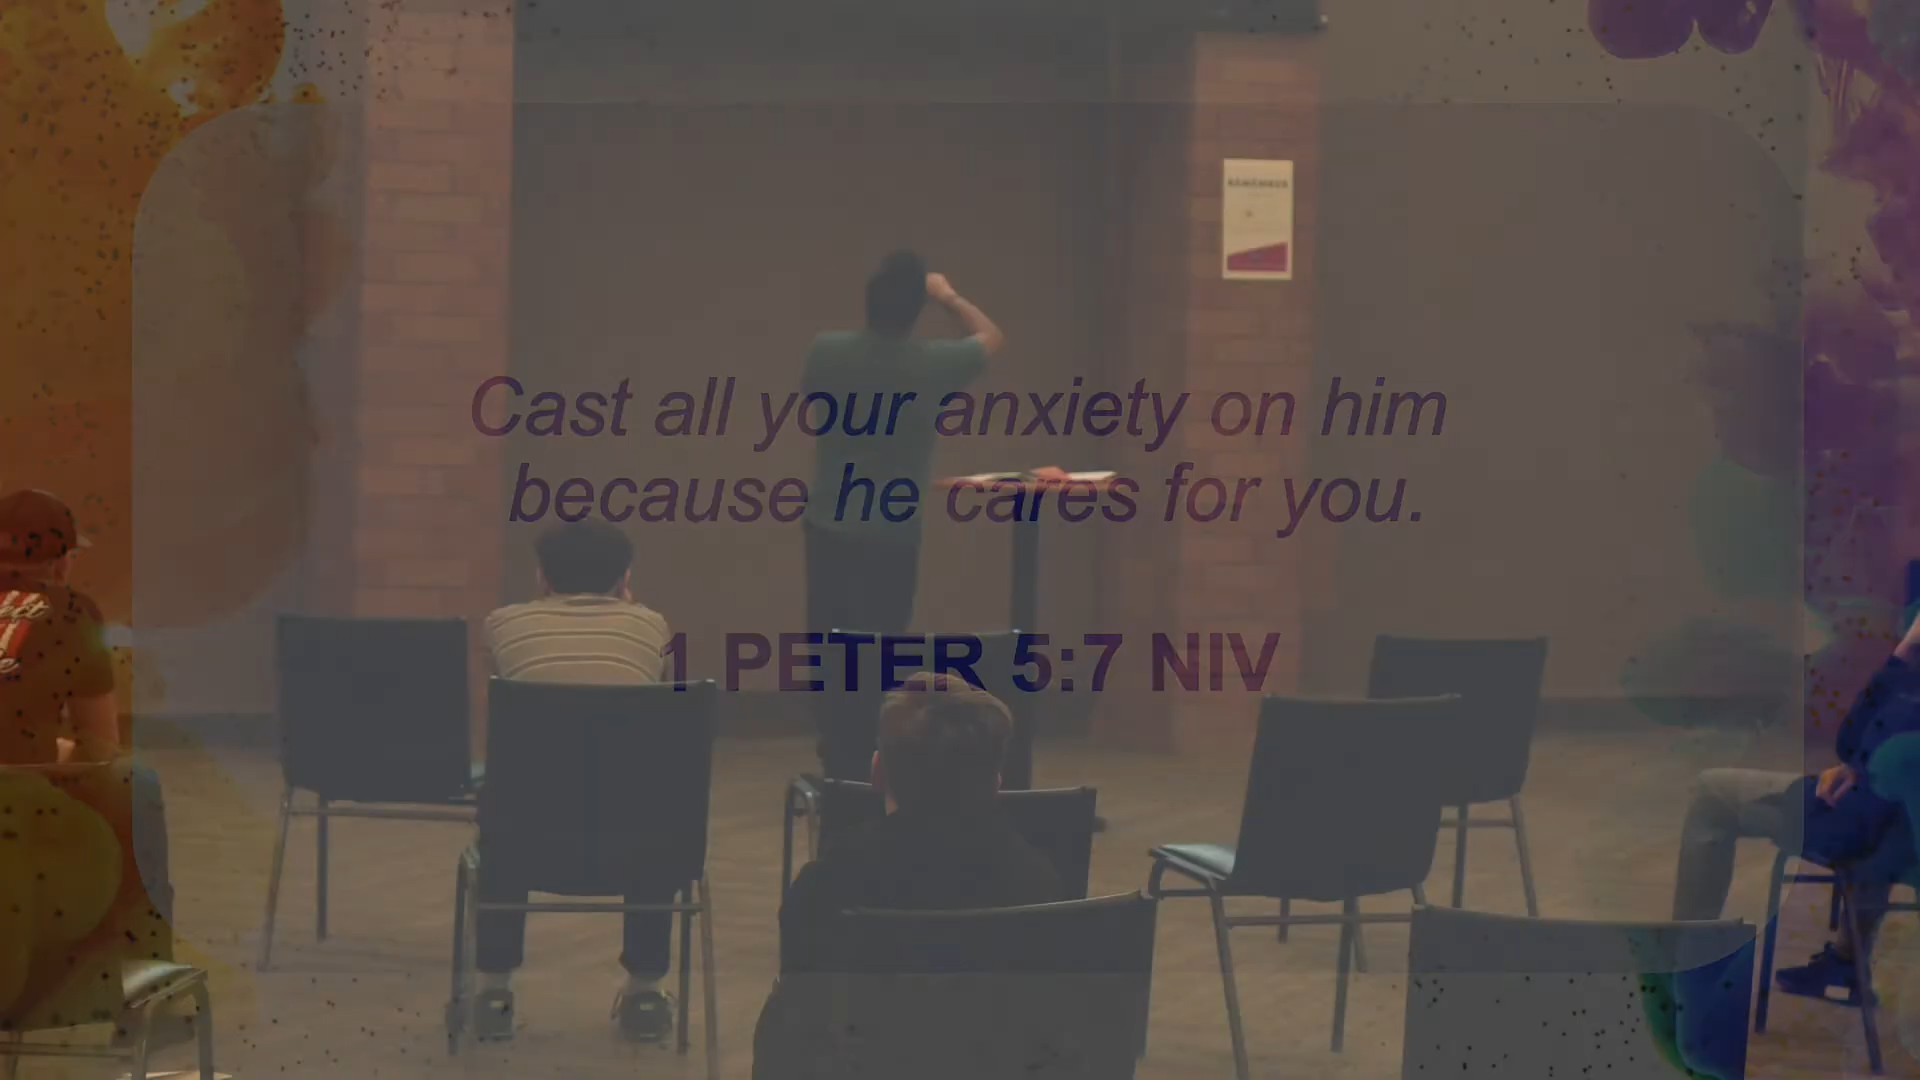 Cast all your anxiety on him
because he cares for you.
1 PETER 5:7 NIV